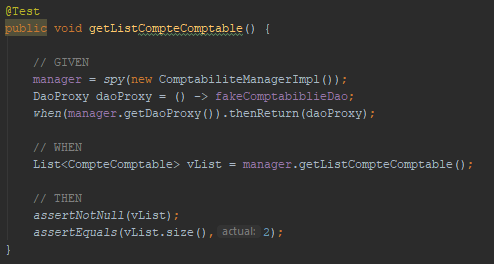 @Test
public void getListCompteComptable() {
// GIVEN
manager = spy(new ComptabiliteManagerImpl());
DaoProxy daoProxy = () -> fakeComptabiblieDao;
when(manager.getDaoProxy()).thenReturn(daoProxy);
// WHEN
List<CompteComptable> vList = manager.getListCompteComptable();
// THEN
assertNotNull(vList);
assertEquals(vList.size(), actual: 2);
}